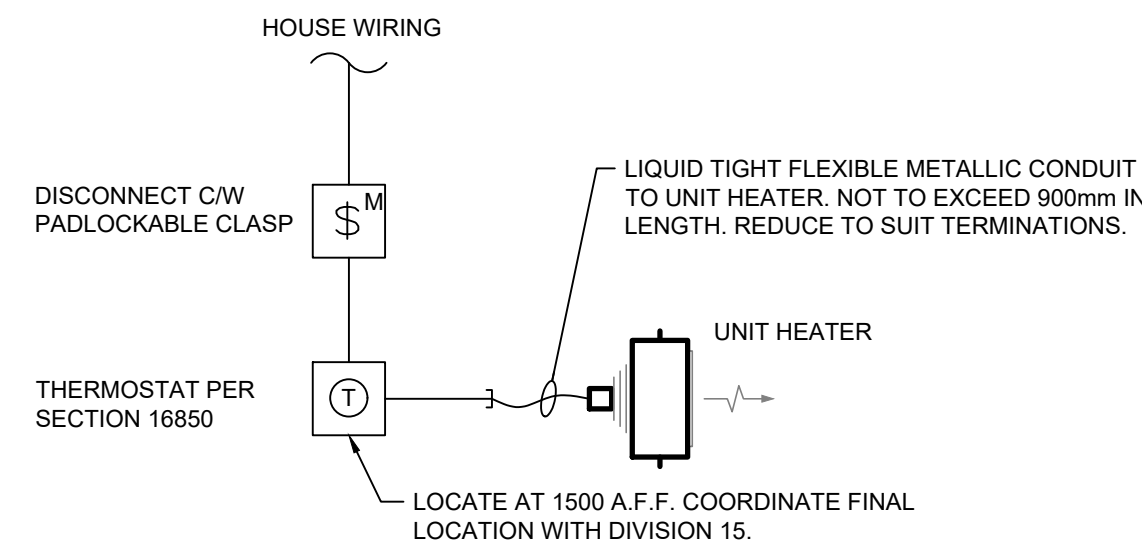 HOUSE WIRING
LIQUID TIGHT FLEXIBLE METALLIC CONDUIT
TO UNIT HEATER. NOT TO EXCEED 900mm IN
LENGTH. REDUCE TO SUIT TERMINATIONS.
DISCONNECT C/W
PADLOCKABLE CLASP
$ M
UNIT HEATER
THERMOSTAT PER
SECTION 16850
T
LOCATE AT 1500 A.F.F. COORDINATE FINAL
LOCATION WITH DIVISION 15.